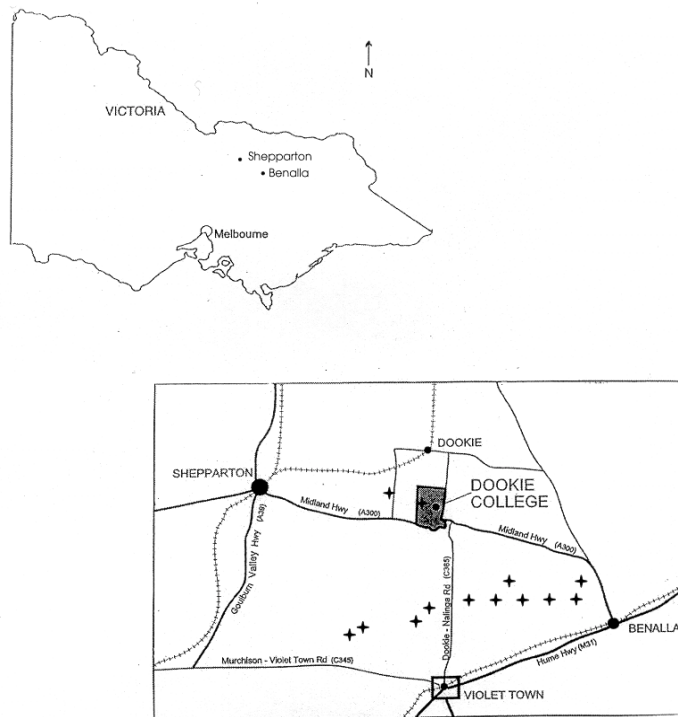 N
VICTORIA
Shepparton
Benalla
Melbourne
DOOKIE
SHEPPARTON
DOOKIE
COLLEGE
Midland Hwy (A300)
Midland Hwy (A300)
Goulburn Valley Hwy (A39)
Dookie - Nalinga Rd (C365)
BENALLA
Murchison - Violet Town Rd (C345)
Hume Hwy (M31)
VIOLET TOWN